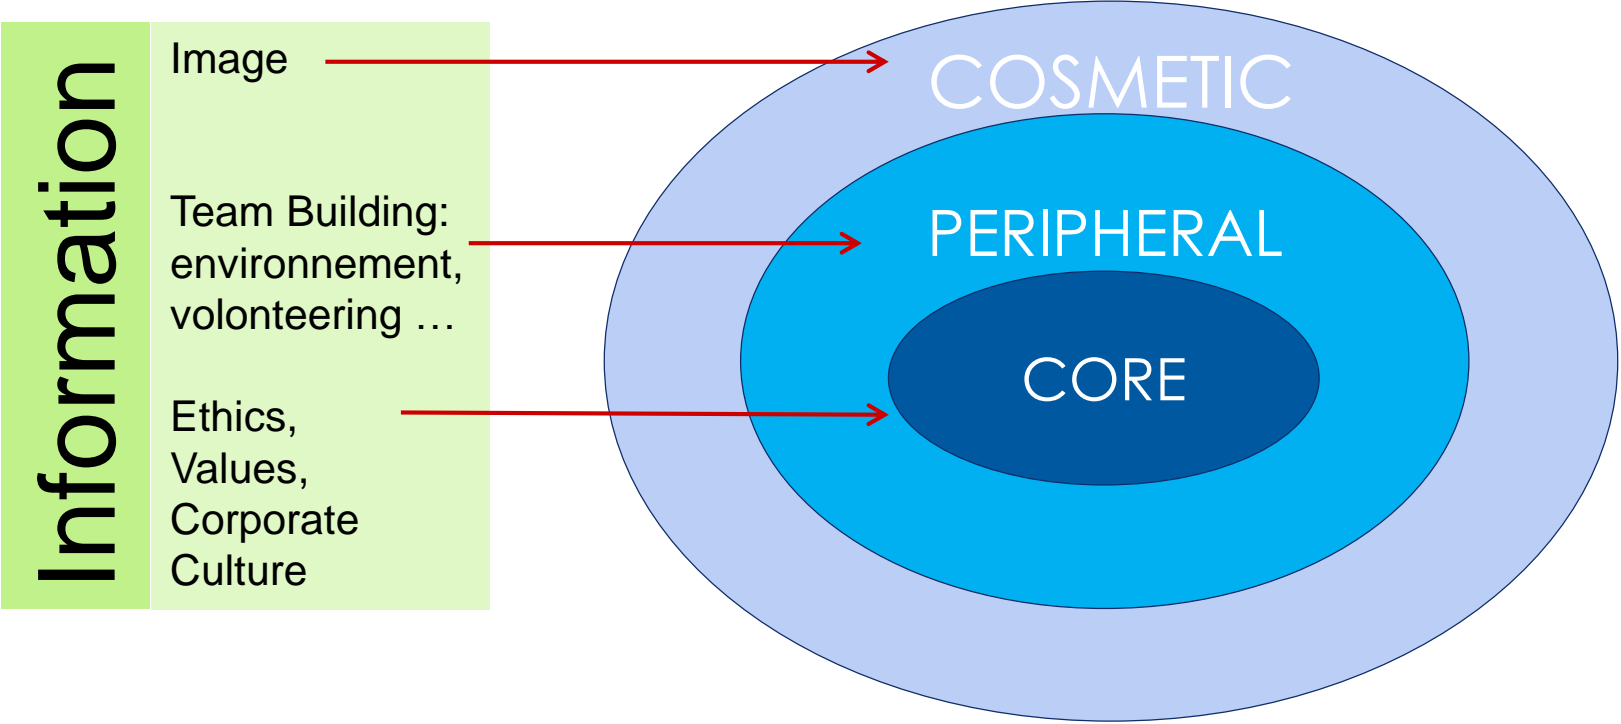 Information
Image
Team Building:
environnement,
volonteering …
Ethics,
Values,
Corporate
Culture
COSMETIC
PERIPHERAL
CORE